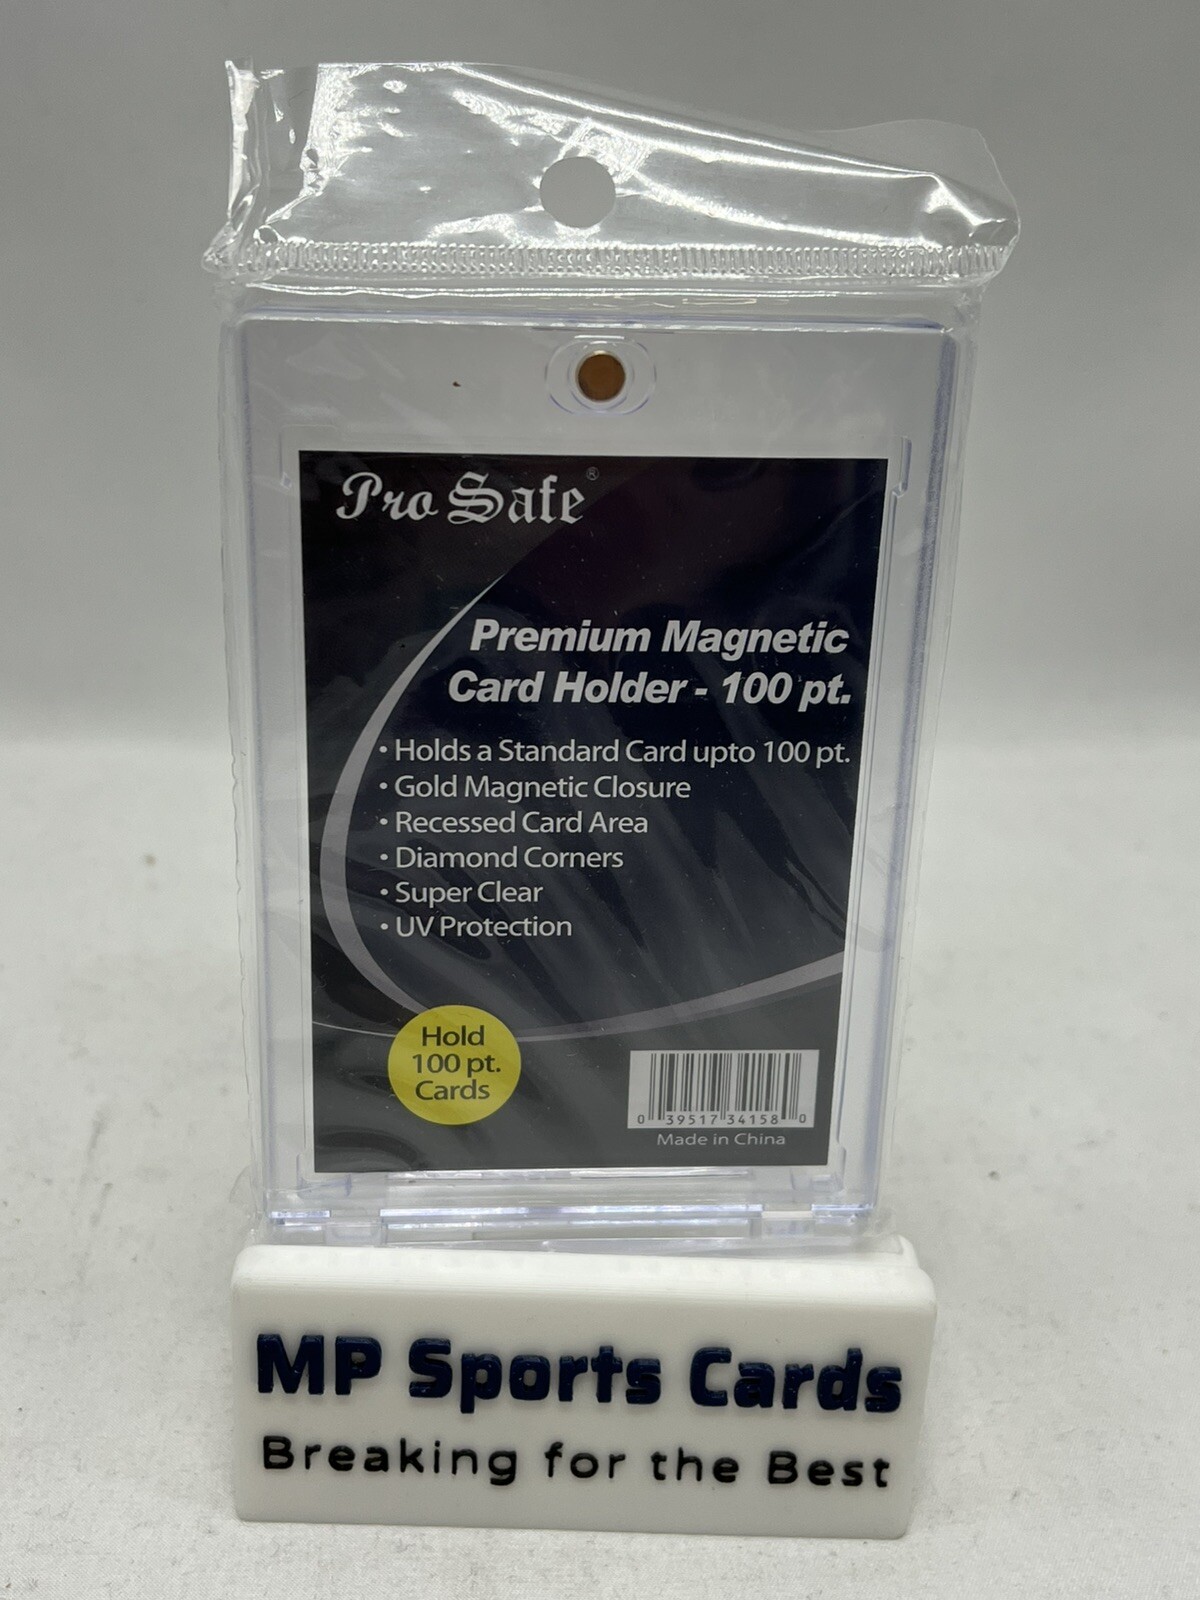 Pro Safe®
Premium Magnetic
Card Holder - 100 pt.
• Holds a Standard Card upto 100 pt.
• Gold Magnetic Closure
• Recessed Card Area
• Diamond Corners
• Super Clear
• UV Protection
Hold
100 pt.
Cards
0 39517 34158 0
Made in China
MP Sports Cards
Breaking for the Best